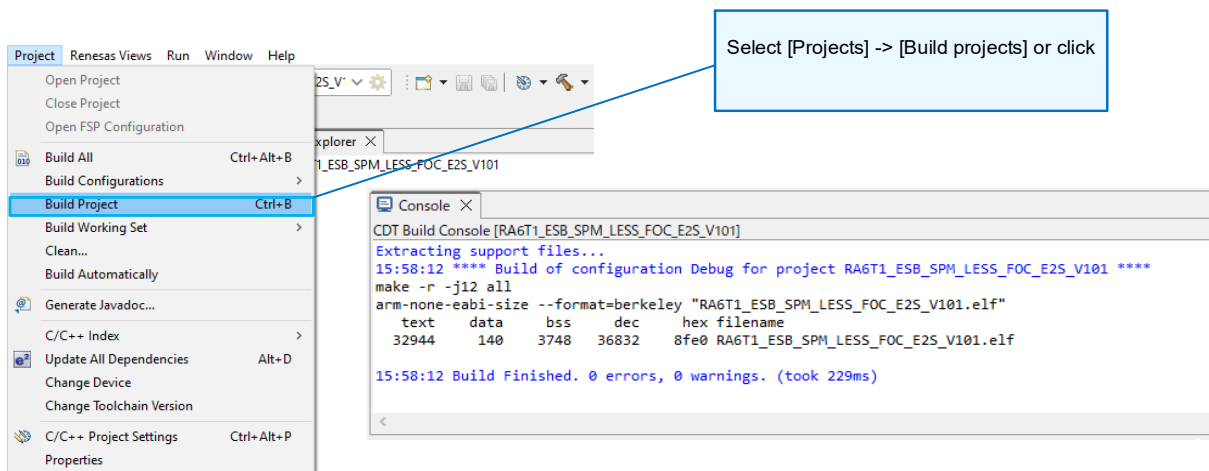 Select [Projects] -> [Build projects] or click
Project Renesas Views Run Window Help
Open Project
Close Project
Open FSP Configuration
Build All Ctrl+Alt+B
Build Configurations >
Build Project Ctrl+B
Build Working Set >
Clean...
Build Automatically
Generate Javadoc...
C/C++ Index >
Update All Dependencies Alt+D
Change Device
Change Toolchain Version
C/C++ Project Settings Ctrl+Alt+P
Properties
2S_V1
xplorer
T1_ESB_SPM_LESS_FOC_E2S_V101
Console
CDT Build Console [RA6T1_ESB_SPM_LESS_FOC_E2S_V101]
Extracting support files...
15:58:12 **** Build of configuration Debug for project RA6T1_ESB_SPM_LESS_FOC_E2S_V101 ****
make -r -j12 all
arm-none-eabi-size --format=berkeley "RA6T1_ESB_SPM_LESS_FOC_E2S_V101.elf"
text data bss dec hex filename
32944 140 3748 36832 8fe0 RA6T1_ESB_SPM_LESS_FOC_E2S_V101.elf
15:58:12 Build Finished. 0 errors, 0 warnings. (took 229ms)